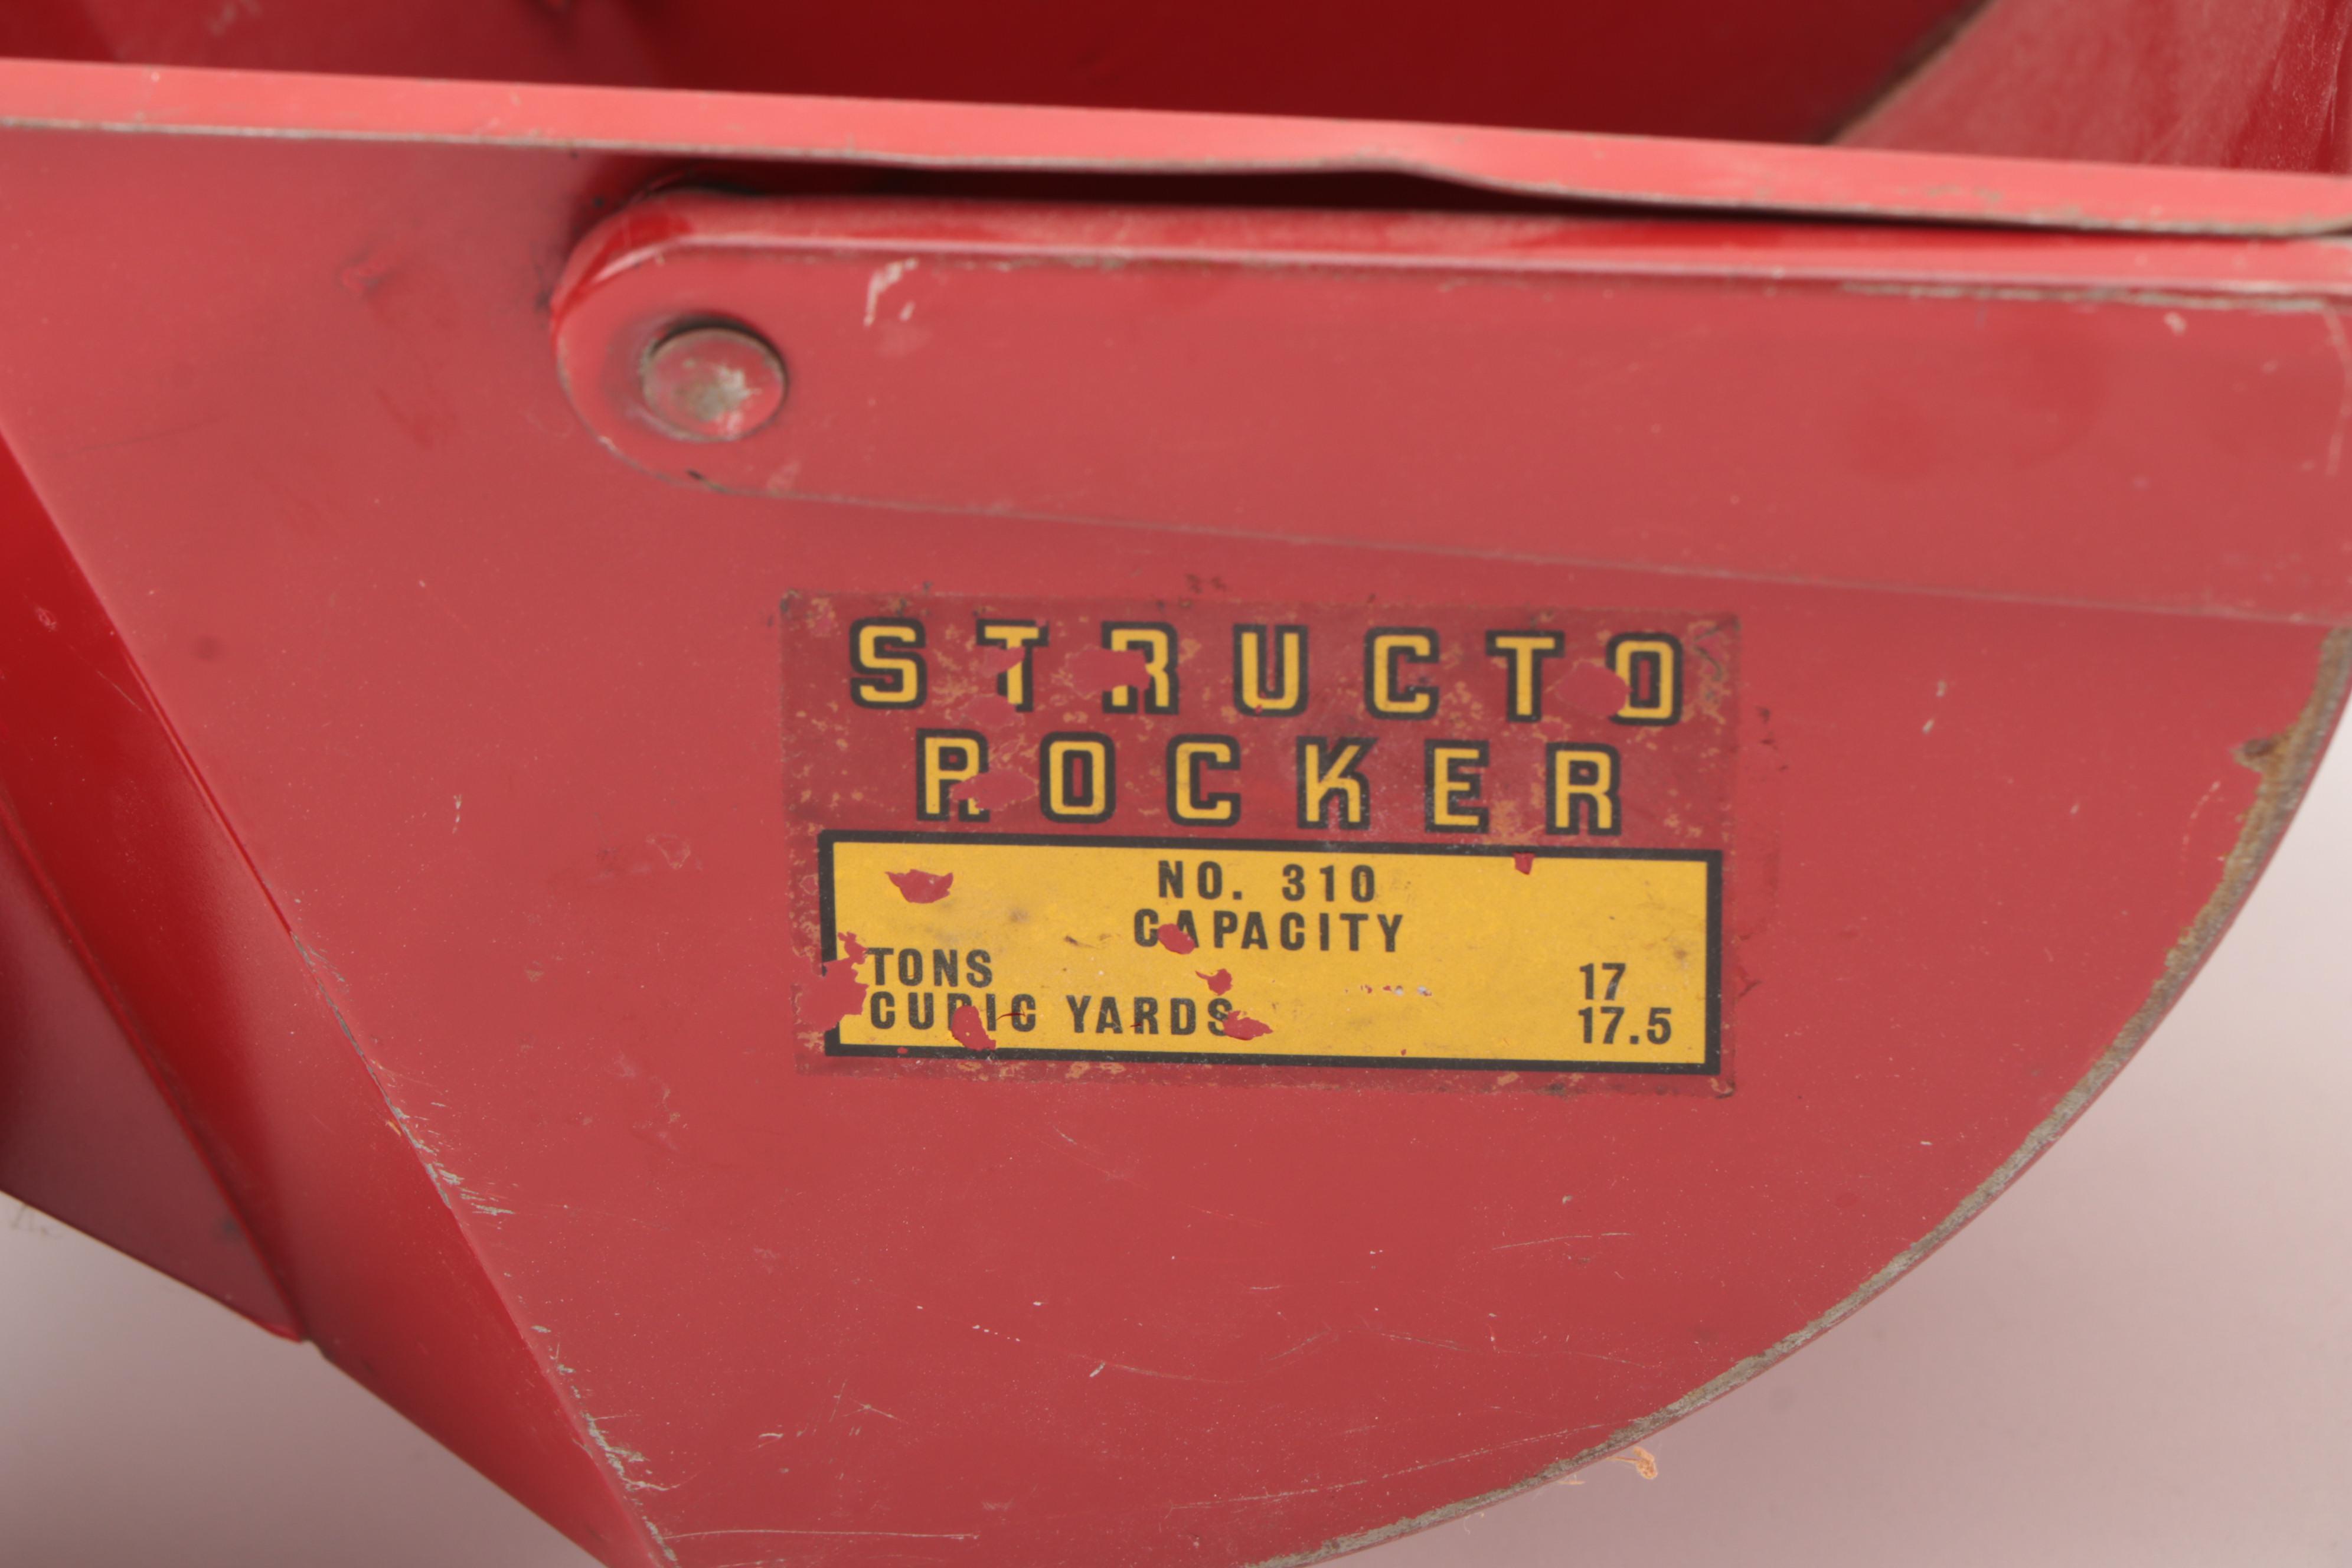 STRUCTO
ROCKER
NO. 310
CAPACITY
TONS 17
CUBIC YARDS 17.5